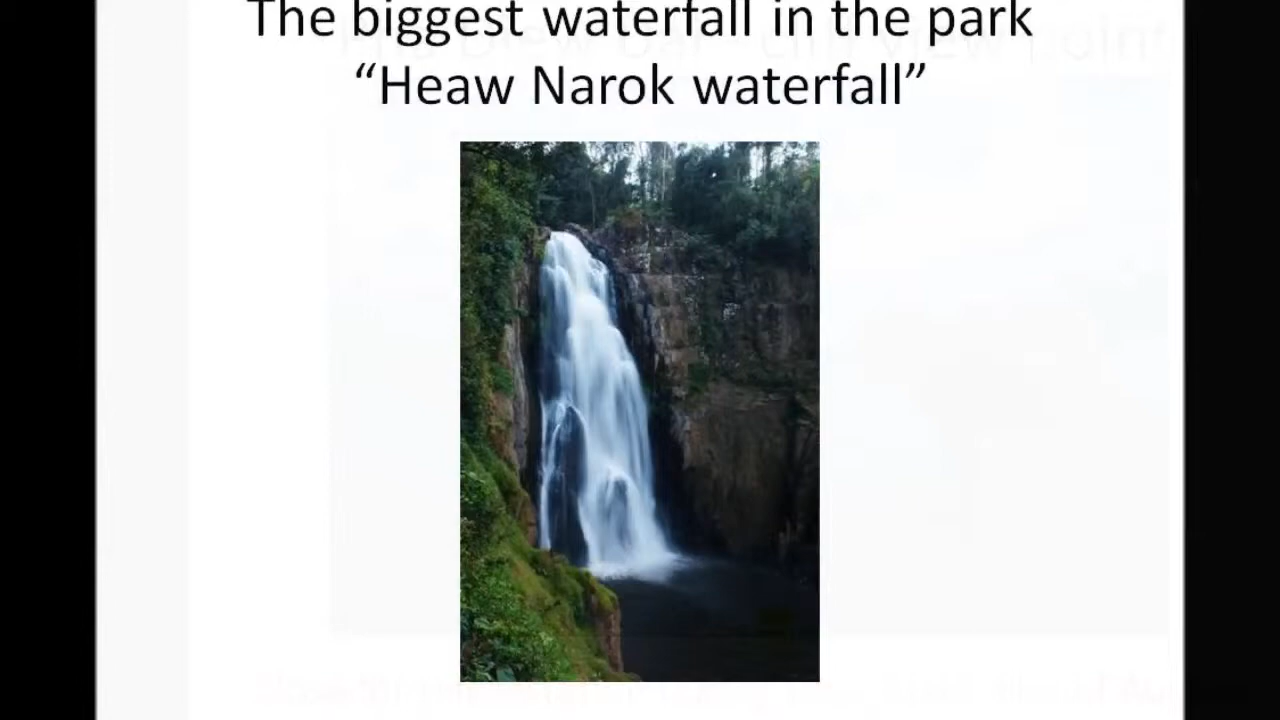 The biggest waterfall in the park
“Heaw Narok waterfall”